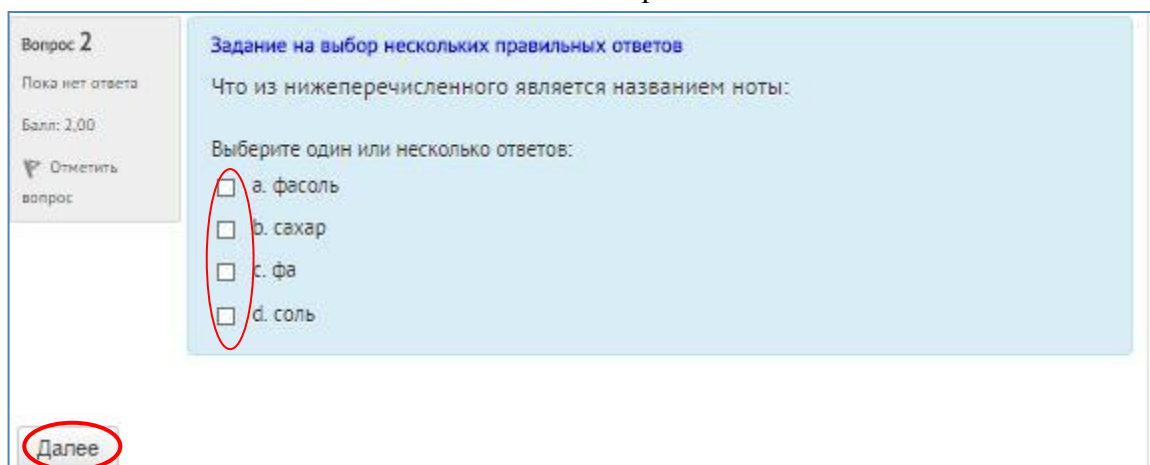 Вопрос 2
Пока нет ответа
Балл: 2,00
Отметить
вопрос
Задание на выбор нескольких правильных ответов
Что из нижеперечисленного является названием ноты:
Выберите один или несколько ответов:
a. фасоль
b. сахар
c. фа
d. соль
Далее